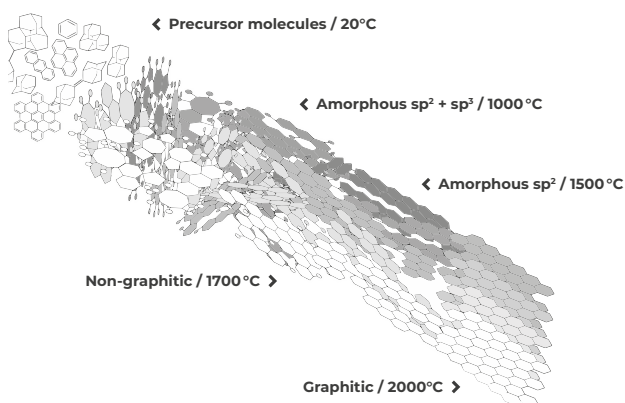 Precursor molecules / 20°C
Amorphous sp² + sp³ / 1000°C
Amorphous sp² / 1500°C
Non-graphitic / 1700°C
Graphitic / 2000°C